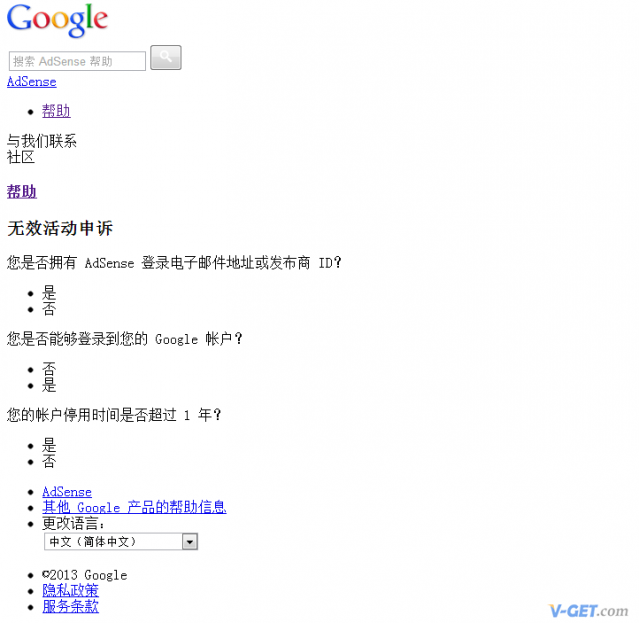 Google
搜索 AdSense 帮助
AdSense
帮助
与我们联系
社区
帮助
无效活动申诉
您是否拥有 AdSense 登录电子邮件地址或发布商 ID?
是
否
您是否能够登录到您的 Google 帐户?
否
是
您的帐户停用时间是否超过 1 年?
是
否
AdSense
其他 Google 产品的帮助信息
更改语言:
中文（简体中文）
©2013 Google
隐私政策
服务条款
V-GET.com